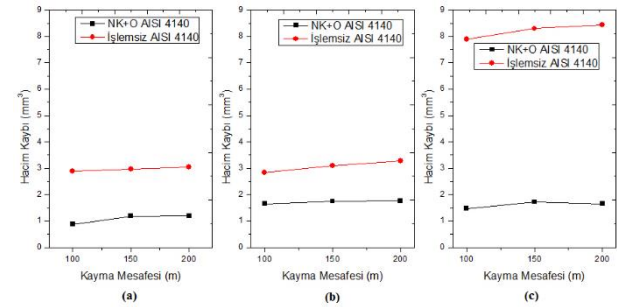 9
8
7
6
5
4
3
2
1
0
Hacim Kaybı (mm³)
NK+O AISI 4140
İşlemsiz AISI 4140
100 150 200
Kayma Mesafesi (m)
(a)
9
8
7
6
5
4
3
2
1
0
Hacim Kaybı (mm³)
NK+O AISI 4140
İşlemsiz AISI 4140
100 150 200
Kayma Mesafesi (m)
(b)
9
8
7
6
5
4
3
2
1
0
Hacim Kaybı (mm³)
NK+O AISI 4140
İşlemsiz AISI 4140
100 150 200
Kayma Mesafesi (m)
(c)